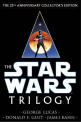 THE 25TH ANNIVERSARY COLLECTOR'S EDITION
THE
STAR
WARS
TRILOGY
GEORGE LUCAS
DONALD F. GLUT · JAMES KAHN